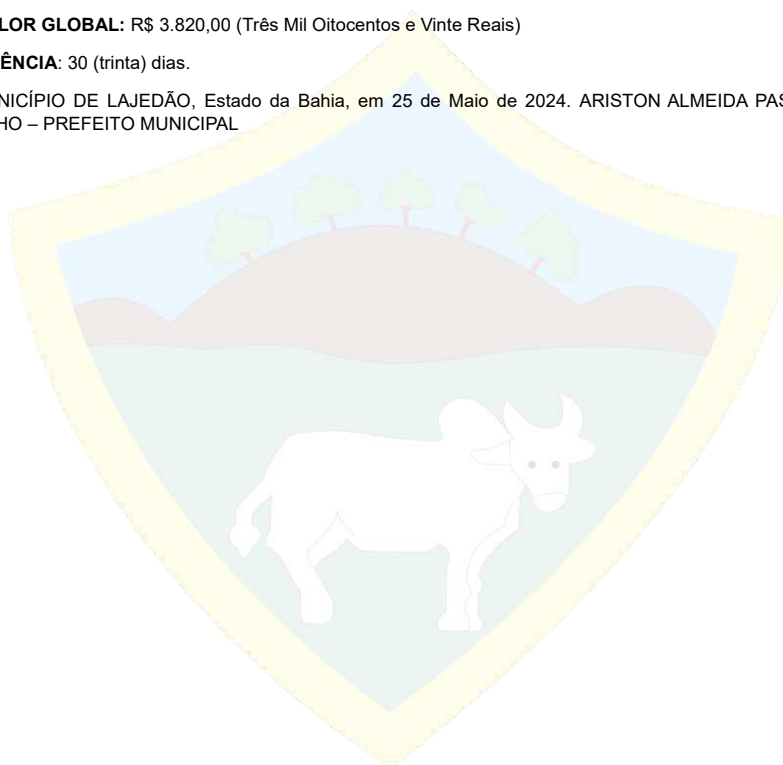 LOR GLOBAL: R$ 3.820,00 (Três Mil Oitocentos e Vinte Reais)
ÊNCIA: 30 (trinta) dias.
NICÍPIO DE LAJEDÃO, Estado da Bahia, em 25 de Maio de 2024. ARISTON ALMEIDA PAS
HO – PREFEITO MUNICIPAL